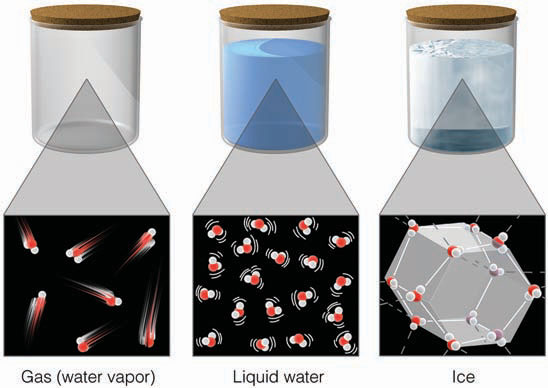 Gas (water vapor)
Liquid water
Ice